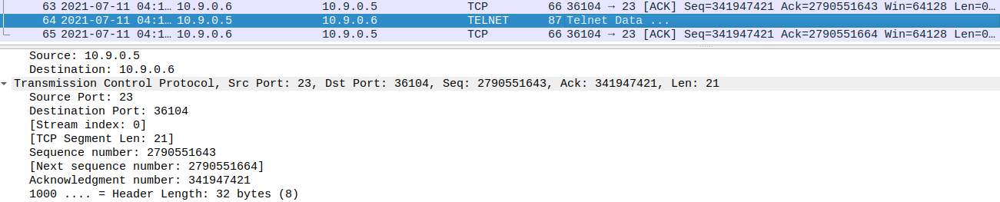 63 2021-07-11 04:1… 10.9.0.6 10.9.0.5 TCP 66 36104 → 23 [ACK] Seq=341947421 Ack=2790551643 Win=64128 Len=0…
64 2021-07-11 04:1… 10.9.0.5 10.9.0.6 TELNET 87 Telnet Data ...
65 2021-07-11 04:1… 10.9.0.6 10.9.0.5 TCP 66 36104 → 23 [ACK] Seq=341947421 Ack=2790551664 Win=64128 Len=0…
Source: 10.9.0.5
Destination: 10.9.0.6
Transmission Control Protocol, Src Port: 23, Dst Port: 36104, Seq: 2790551643, Ack: 341947421, Len: 21
Source Port: 23
Destination Port: 36104
[Stream index: 0]
[TCP Segment Len: 21]
Sequence number: 2790551643
[Next sequence number: 2790551664]
Acknowledgment number: 341947421
1000 .... = Header Length: 32 bytes (8)